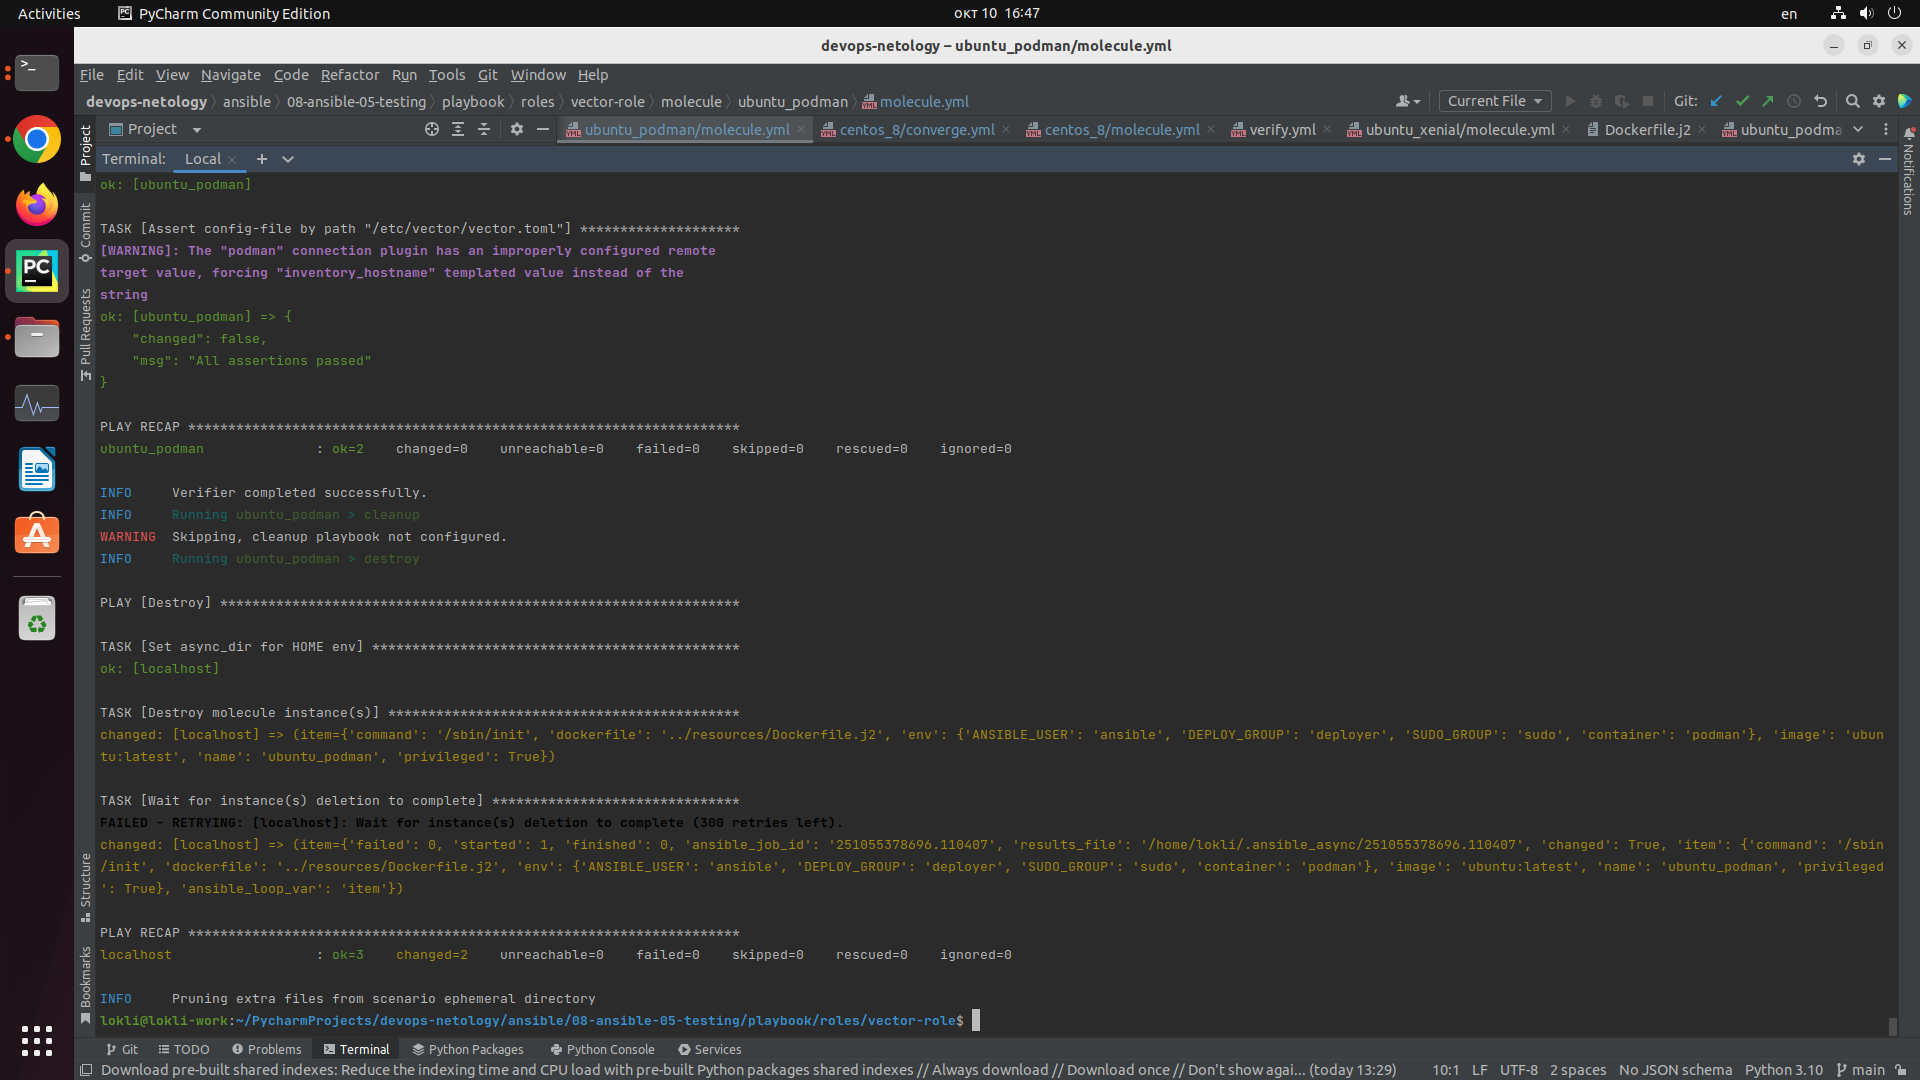 Activities
PyCharm Community Edition
окт 10 16:47
en
devops-netology – ubuntu_podman/molecule.yml
File Edit View Navigate Code Refactor Run Tools Git Window Help
devops-netology ansible 08-ansible-05-testing playbook roles vector-role molecule ubuntu_podman molecule.yml
Current File
Git:
Project
ubuntu_podman/molecule.yml
centos_8/converge.yml
centos_8/molecule.yml
verify.yml
ubuntu_xenial/molecule.yml
Dockerfile.j2
ubuntu_podma
Terminal: Local
Project
Commit
Pull Requests
Structure
Bookmarks
Notifications
ok: [ubuntu_podman]
TASK [Assert config-file by path "/etc/vector/vector.toml"] ********************
[WARNING]: The "podman" connection plugin has an improperly configured remote
target value, forcing "inventory_hostname" templated value instead of the
string
ok: [ubuntu_podman] => {
    "changed": false,
    "msg": "All assertions passed"
}
PLAY RECAP *********************************************************************
ubuntu_podman              : ok=2    changed=0    unreachable=0    failed=0    skipped=0    rescued=0    ignored=0
INFO     Verifier completed successfully.
INFO     Running ubuntu_podman > cleanup
WARNING  Skipping, cleanup playbook not configured.
INFO     Running ubuntu_podman > destroy
PLAY [Destroy] *****************************************************************
TASK [Set async_dir for HOME env] **********************************************
ok: [localhost]
TASK [Destroy molecule instance(s)] ********************************************
changed: [localhost] => (item={'command': '/sbin/init', 'dockerfile': '../resources/Dockerfile.j2', 'env': {'ANSIBLE_USER': 'ansible', 'DEPLOY_GROUP': 'deployer', 'SUDO_GROUP': 'sudo', 'container': 'podman'}, 'image': 'ubun
tu:latest', 'name': 'ubuntu_podman', 'privileged': True})
TASK [Wait for instance(s) deletion to complete] *******************************
FAILED - RETRYING: [localhost]: Wait for instance(s) deletion to complete (300 retries left).
changed: [localhost] => (item={'failed': 0, 'started': 1, 'finished': 0, 'ansible_job_id': '251055378696.110407', 'results_file': '/home/lokli/.ansible_async/251055378696.110407', 'changed': True, 'item': {'command': '/sbin
/init', 'dockerfile': '../resources/Dockerfile.j2', 'env': {'ANSIBLE_USER': 'ansible', 'DEPLOY_GROUP': 'deployer', 'SUDO_GROUP': 'sudo', 'container': 'podman'}, 'image': 'ubuntu:latest', 'name': 'ubuntu_podman', 'privileged
': True}, 'ansible_loop_var': 'item'})
PLAY RECAP *********************************************************************
localhost                  : ok=3    changed=2    unreachable=0    failed=0    skipped=0    rescued=0    ignored=0
INFO     Pruning extra files from scenario ephemeral directory
lokli@lokli-work:~/PycharmProjects/devops-netology/ansible/08-ansible-05-testing/playbook/roles/vector-role$
Git TODO Problems Terminal Python Packages Python Console Services
Download pre-built shared indexes: Reduce the indexing time and CPU load with pre-built Python packages shared indexes // Always download // Download once // Don't show agai... (today 13:29)
10:1 LF UTF-8 2 spaces No JSON schema Python 3.10 main